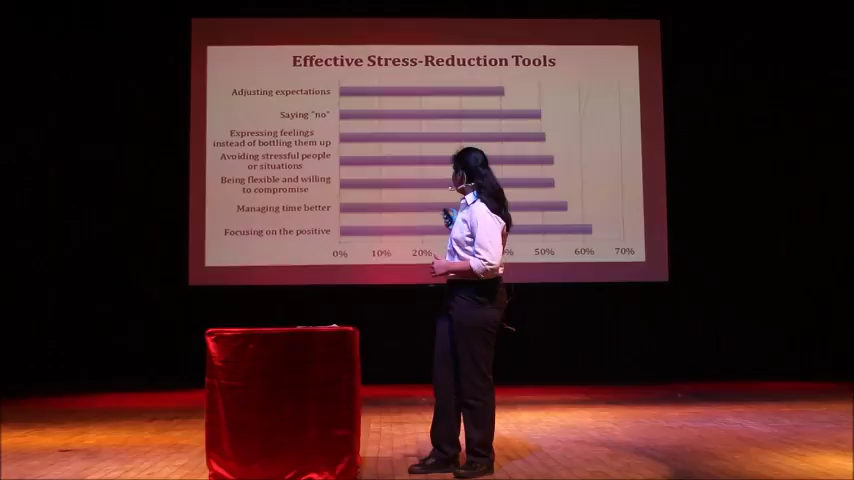 Effective Stress-Reduction Tools
Adjusting expectations
Saying "no"
Expressing feelings
instead of bottling them up
Avoiding stressful people
or situations
Being flexible and willing
to compromise
Managing time better
Focusing on the positive
0% 10% 20% 50% 60% 70%